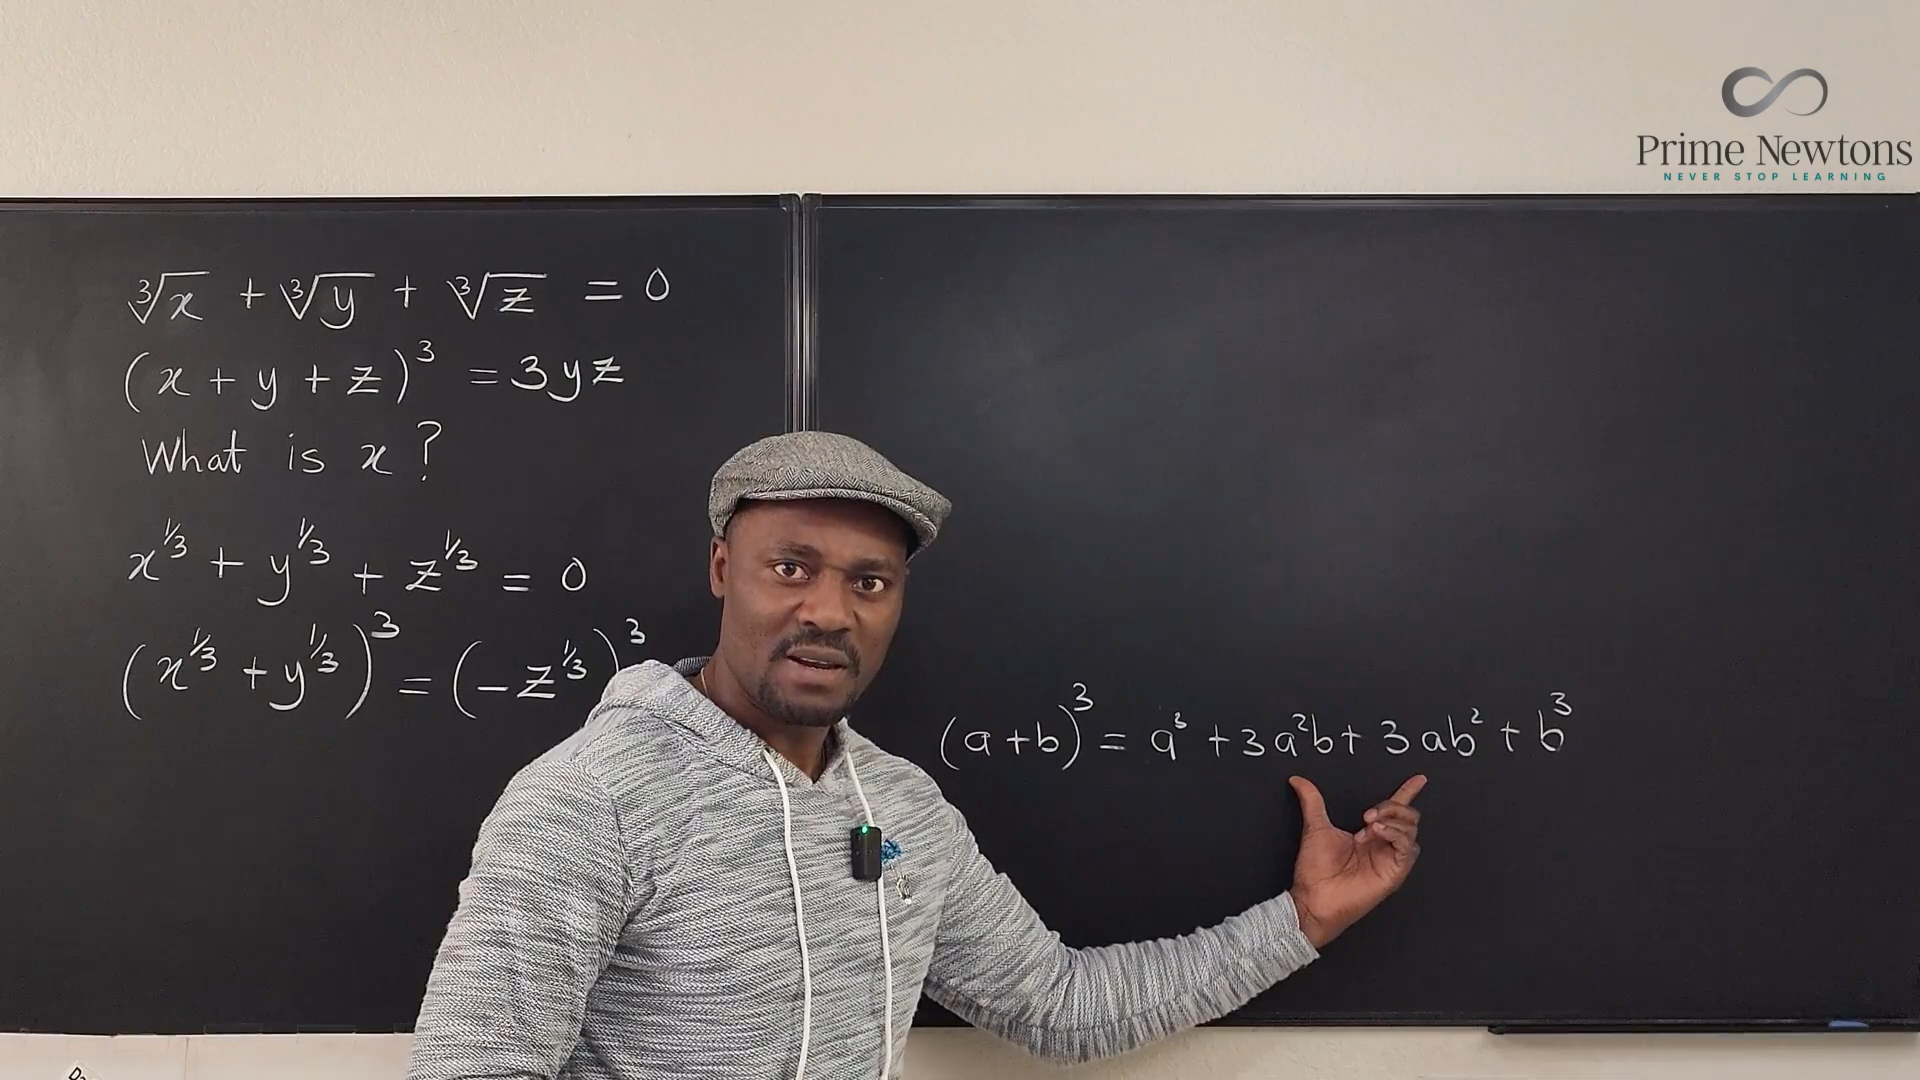 Prime Newtons
NEVER STOP LEARNING
∛x + ∛y + ∛z = 0
(x + y + z)³ = 3yz
What is x?
x^⅓ + y^⅓ + z^⅓ = 0
(x^⅓ + y^⅓)³ = (-z^⅓)³
(a+b)³ = a³ + 3a²b + 3ab² + b³